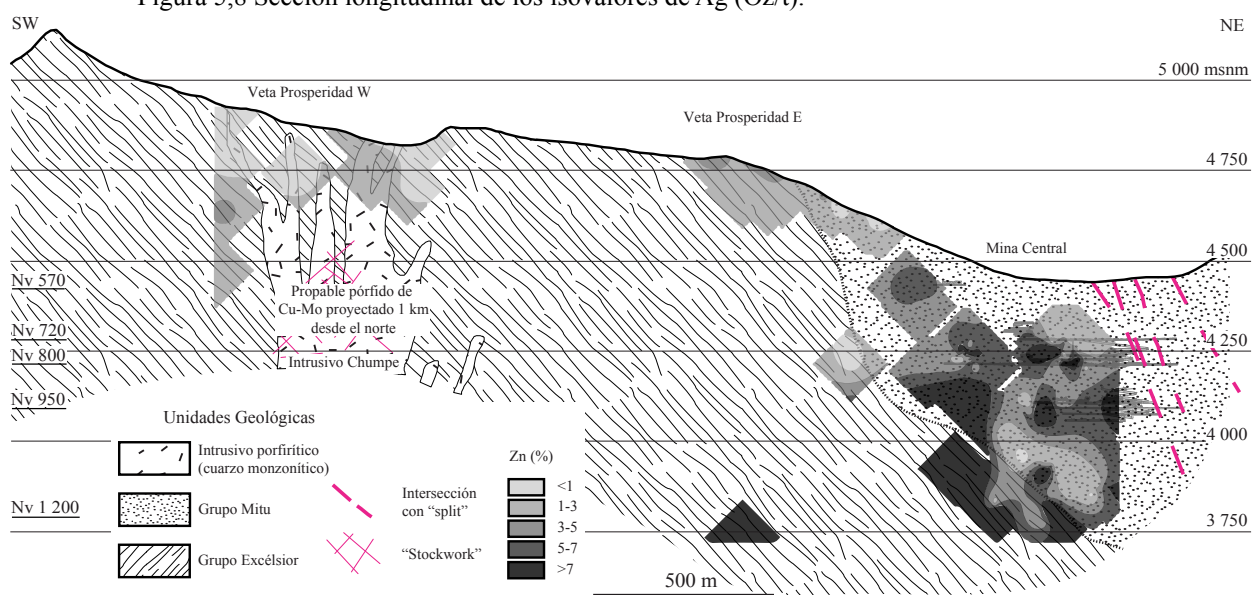 Figura 5,8 Sección longitudinal de los isovalores de Ag (Oz/t).
SW
NE
5 000 msnm
Veta Prosperidad W
Veta Prosperidad E
4 750
Mina Central
4 500
Nv 570
Propable pórfido de
Cu-Mo proyectado 1 km
desde el norte
Nv 720
4 250
Nv 800
Intrusivo Chumpe
Nv 950
Unidades Geológicas
4 000
Intrusivo porfirítico
(cuarzo monzonítico)
Zn (%)
<1
Intersección
con “split”
1-3
Grupo Mitu
Nv 1 200
3-5
5-7
3 750
“Stockwork”
Grupo Excélsior
>7
500 m